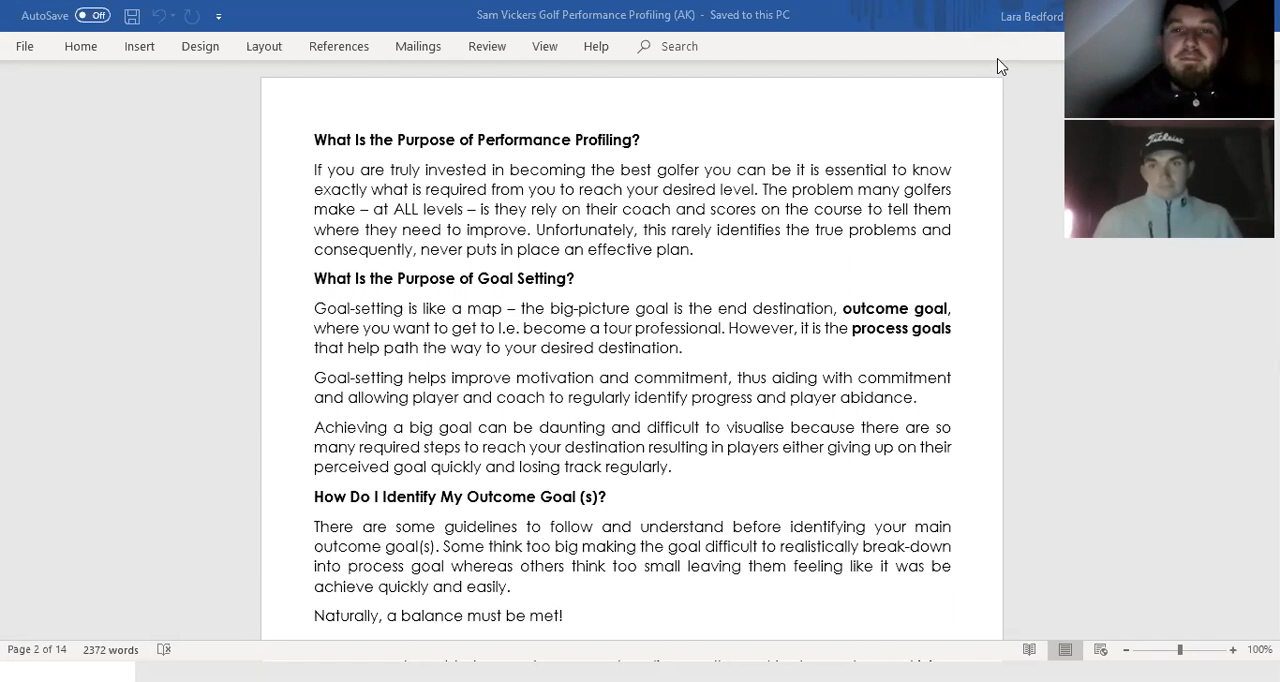 AutoSave Off
Sam Vickers Golf Performance Profiling (AK) - Saved to this PC
Lara Bedford
File Home Insert Design Layout References Mailings Review View Help Search
What Is the Purpose of Performance Profiling?
If you are truly invested in becoming the best golfer you can be it is essential to know
exactly what is required from you to reach your desired level. The problem many golfers
make – at ALL levels – is they rely on their coach and scores on the course to tell them
where they need to improve. Unfortunately, this rarely identifies the true problems and
consequently, never puts in place an effective plan.
What Is the Purpose of Goal Setting?
Goal-setting is like a map – the big-picture goal is the end destination, outcome goal,
where you want to get to I.e. become a tour professional. However, it is the process goals
that help path the way to your desired destination.
Goal-setting helps improve motivation and commitment, thus aiding with commitment
and allowing player and coach to regularly identify progress and player abidance.
Achieving a big goal can be daunting and difficult to visualise because there are so
many required steps to reach your destination resulting in players either giving up on their
perceived goal quickly and losing track regularly.
How Do I Identify My Outcome Goal (s)?
There are some guidelines to follow and understand before identifying your main
outcome goal(s). Some think too big making the goal difficult to realistically break-down
into process goal whereas others think too small leaving them feeling like it was be
achieve quickly and easily.
Naturally, a balance must be met!
Page 2 of 14 2372 words
100%
Titleist